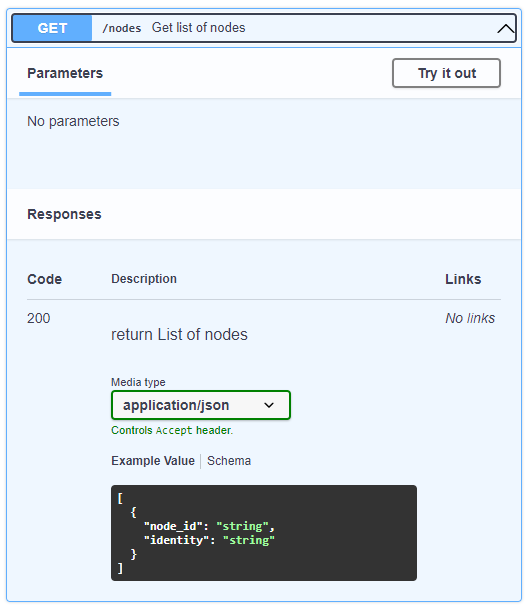 GET /nodes Get list of nodes
Parameters Try it out
No parameters
Responses
Code Description Links
200 return List of nodes No links
Media type
application/json
Controls Accept header.
Example Value Schema
[
  {
    "node_id": "string",
    "identity": "string"
  }
]